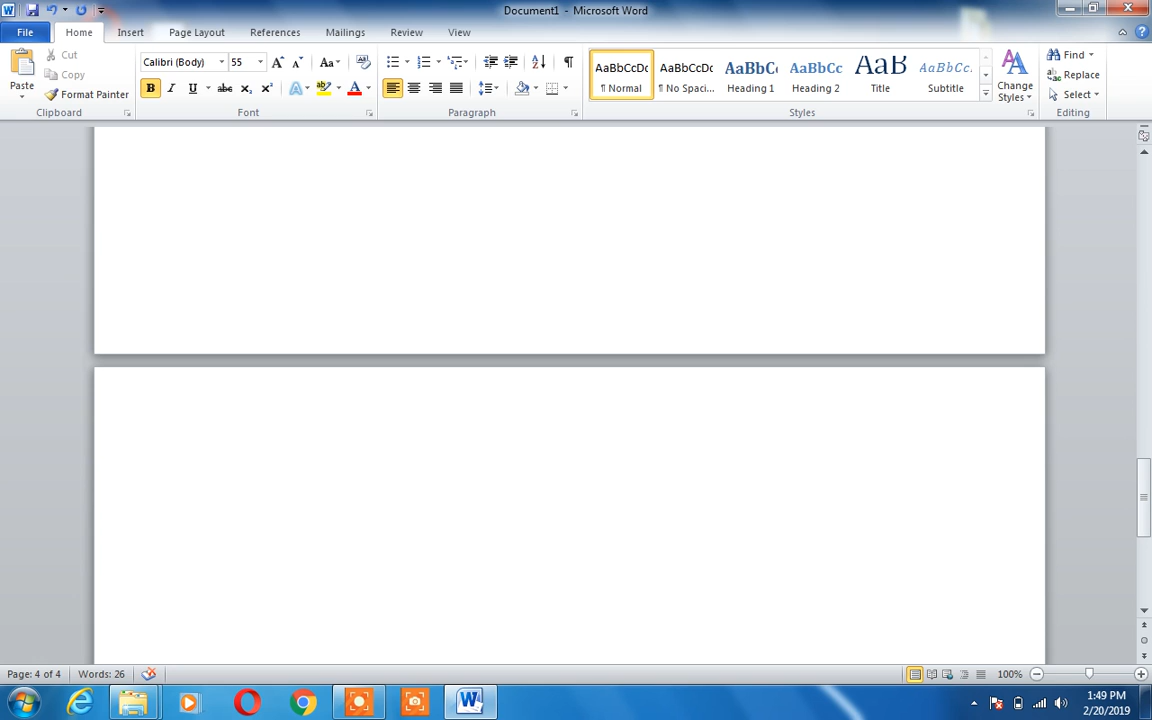 Document1 - Microsoft Word
File Home Insert Page Layout References Mailings Review View
Paste
Cut
Copy
Format Painter
Clipboard
Calibri (Body) 55
Font
Paragraph
AaBbCcDc AaBbCcDc AaBbC AaBbCc AaB AaBbCc.
¶ Normal ¶ No Spaci... Heading 1 Heading 2 Title Subtitle
Styles
Change
Styles
Find
Replace
Select
Editing
Page: 4 of 4 Words: 26 100%
1:49 PM
2/20/2019